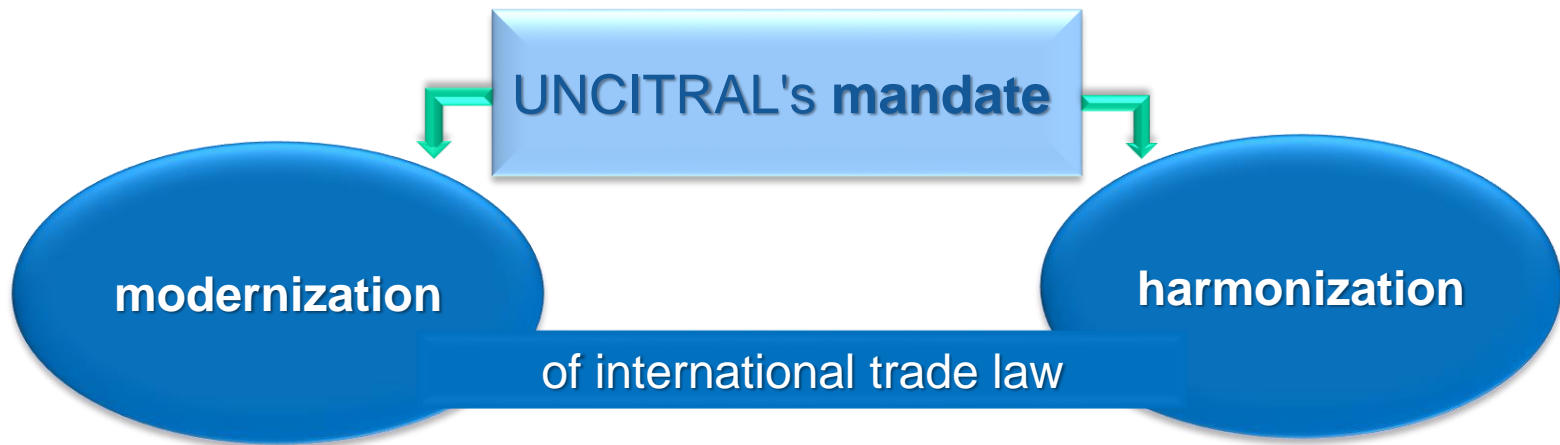 UNCITRAL's mandate
modernization
harmonization
of international trade law